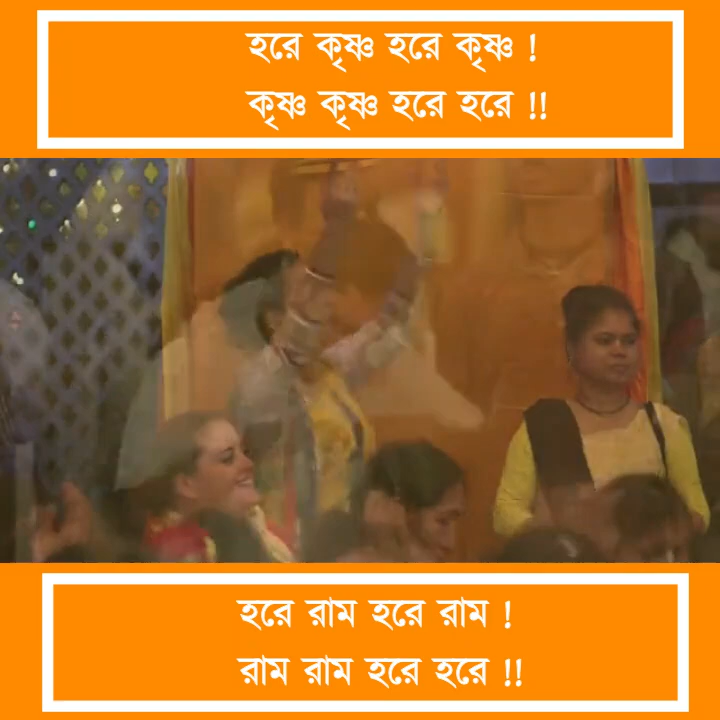 হরে কৃষ্ণ হরে কৃষ্ণ !
কৃষ্ণ কৃষ্ণ হরে হরে !!
হরে রাম হরে রাম !
রাম রাম হরে হরে !!